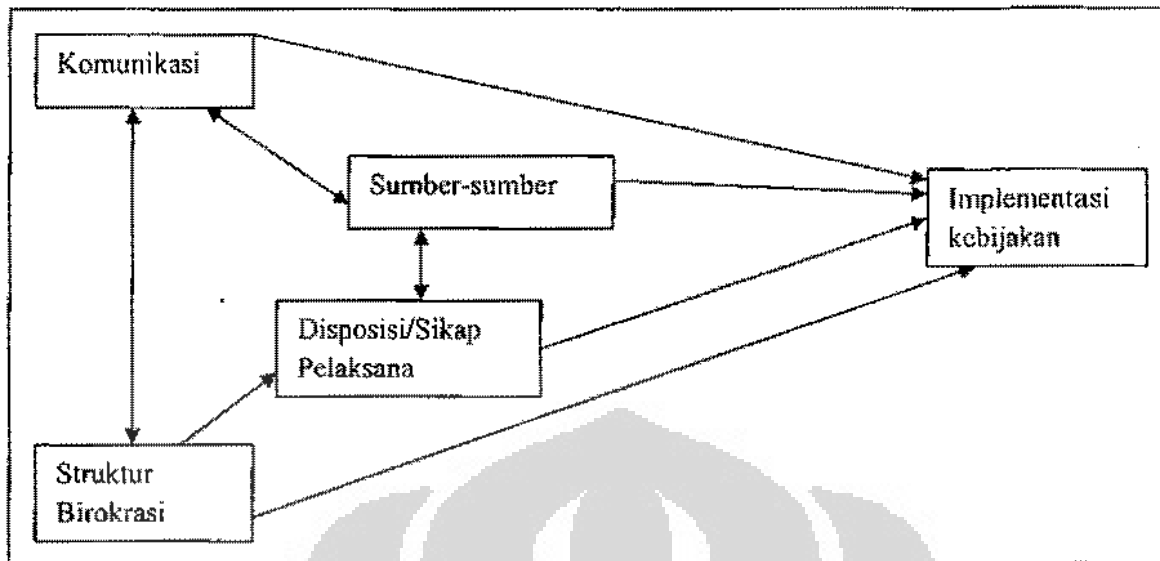 Komunikasi
Sumber-sumber
Implementasi
kebijakan
Disposisi/Sikap
Pelaksana
Struktur
Birokrasi